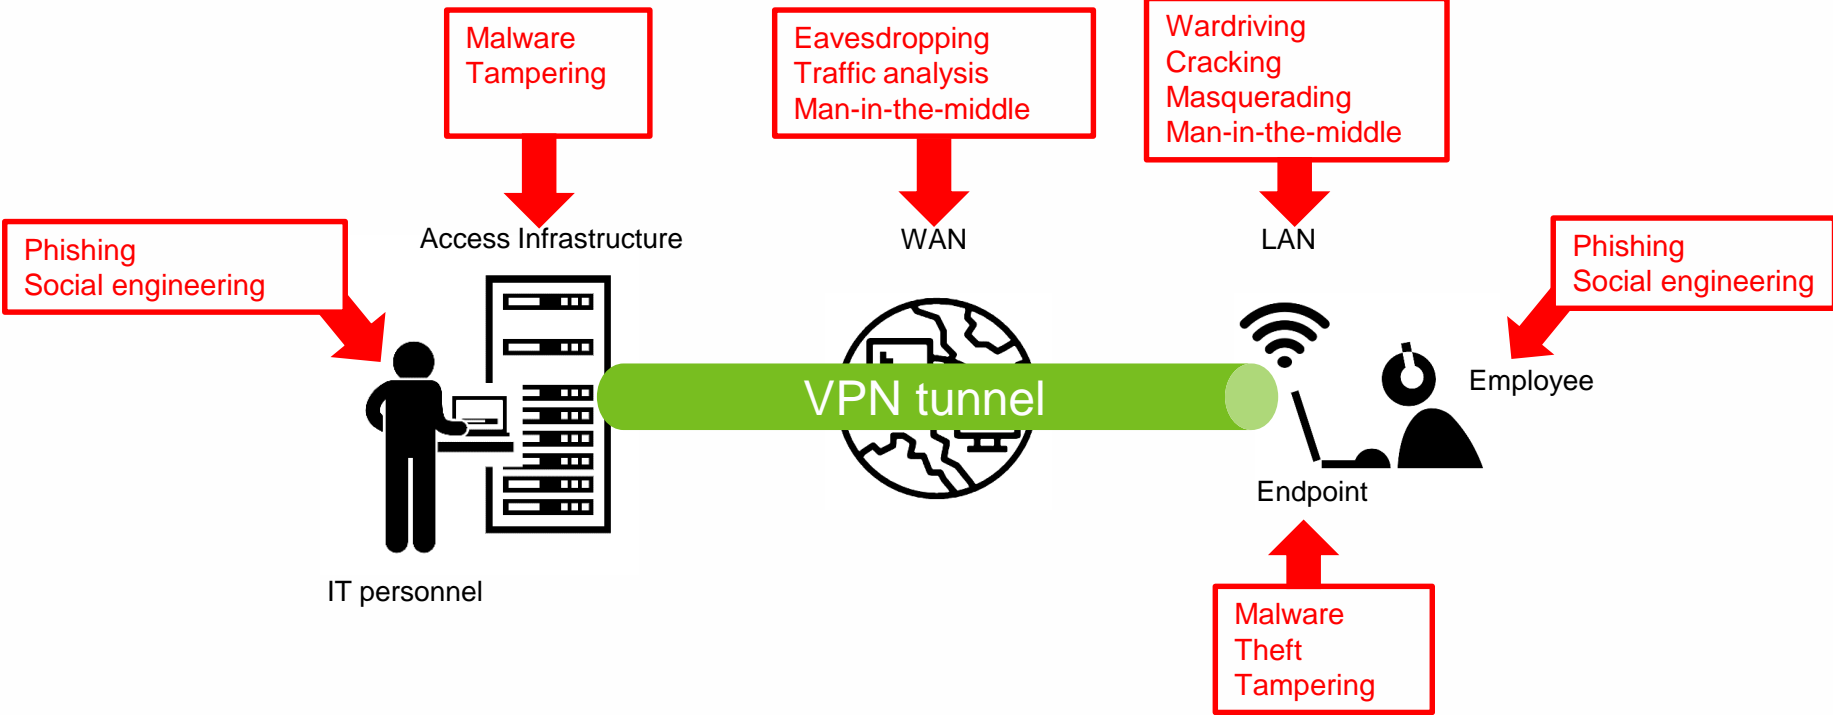 Malware
Tampering
Eavesdropping
Traffic analysis
Man-in-the-middle
Wardriving
Cracking
Masquerading
Man-in-the-middle
Phishing
Social engineering
Access Infrastructure
WAN
LAN
Phishing
Social engineering
VPN tunnel
Employee
Endpoint
IT personnel
Malware
Theft
Tampering